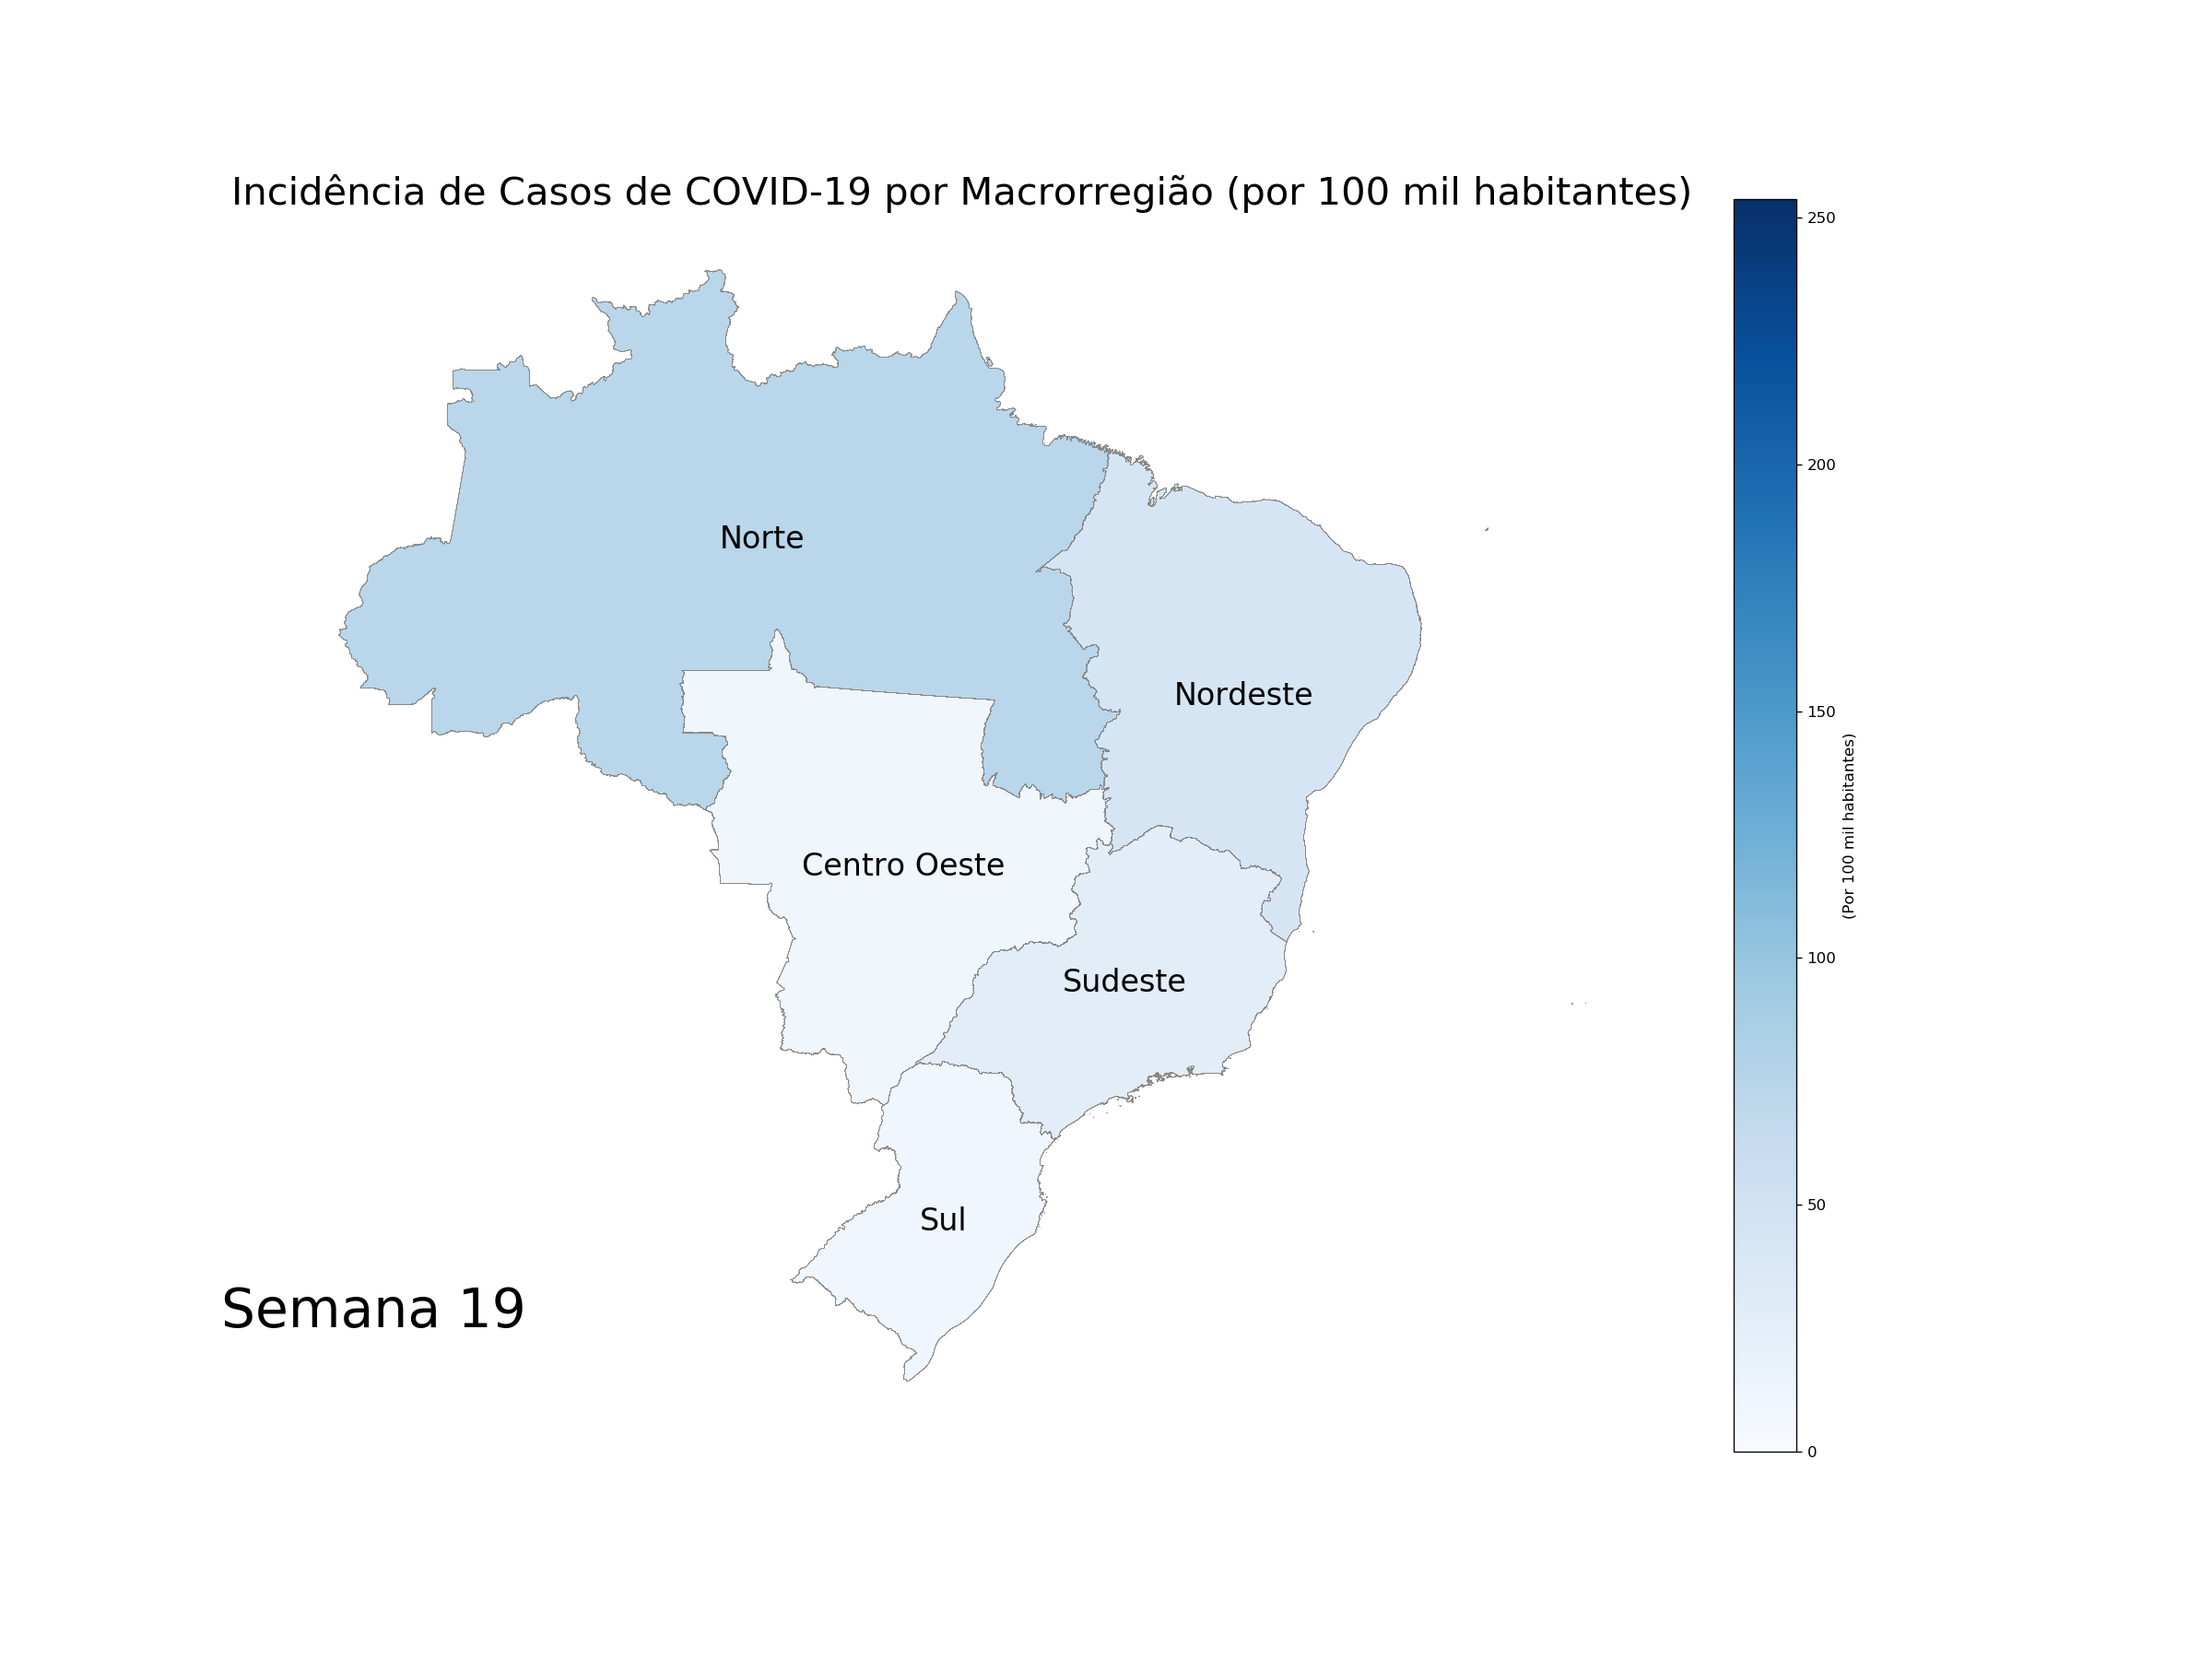 Incidência de Casos de COVID-19 por Macrorregião (por 100 mil habitantes)
250
200
150
100
50
0
(Por 100 mil habitantes)
Norte
Nordeste
Centro Oeste
Sudeste
Sul
Semana 19